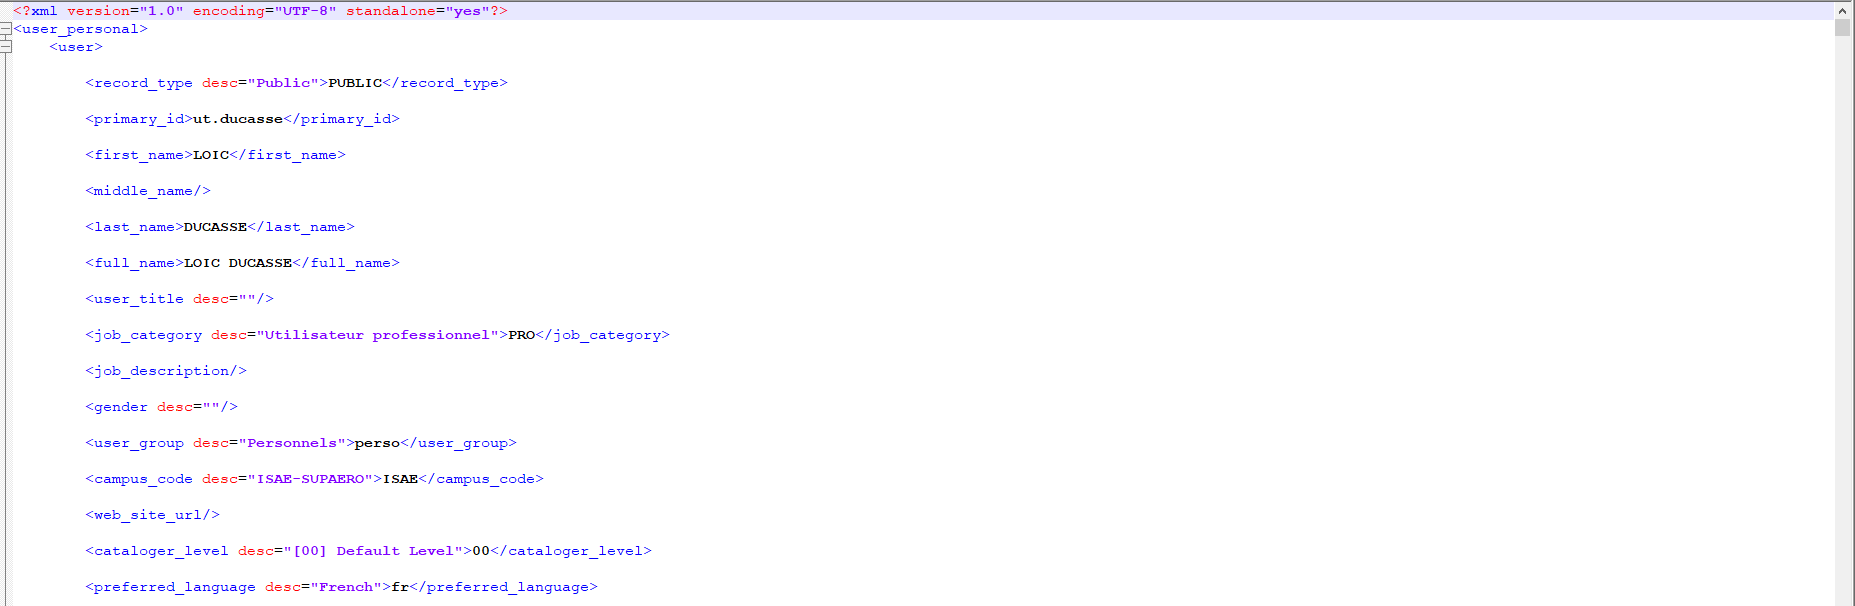 <?xml version="1.0" encoding="UTF-8" standalone="yes"?>
<user_personal>
<user>
<record_type desc="Public">PUBLIC</record_type>
<primary_id>ut.ducasse</primary_id>
<first_name>LOIC</first_name>
<middle_name/>
<last_name>DUCASSE</last_name>
<full_name>LOIC DUCASSE</full_name>
<user_title desc=""/>
<job_category desc="Utilisateur professionnel">PRO</job_category>
<job_description/>
<gender desc=""/>
<user_group desc="Personnels">perso</user_group>
<campus_code desc="ISAE-SUPAERO">ISAE</campus_code>
<web_site_url/>
<cataloger_level desc="[00] Default Level">00</cataloger_level>
<preferred_language desc="French">fr</preferred_language>